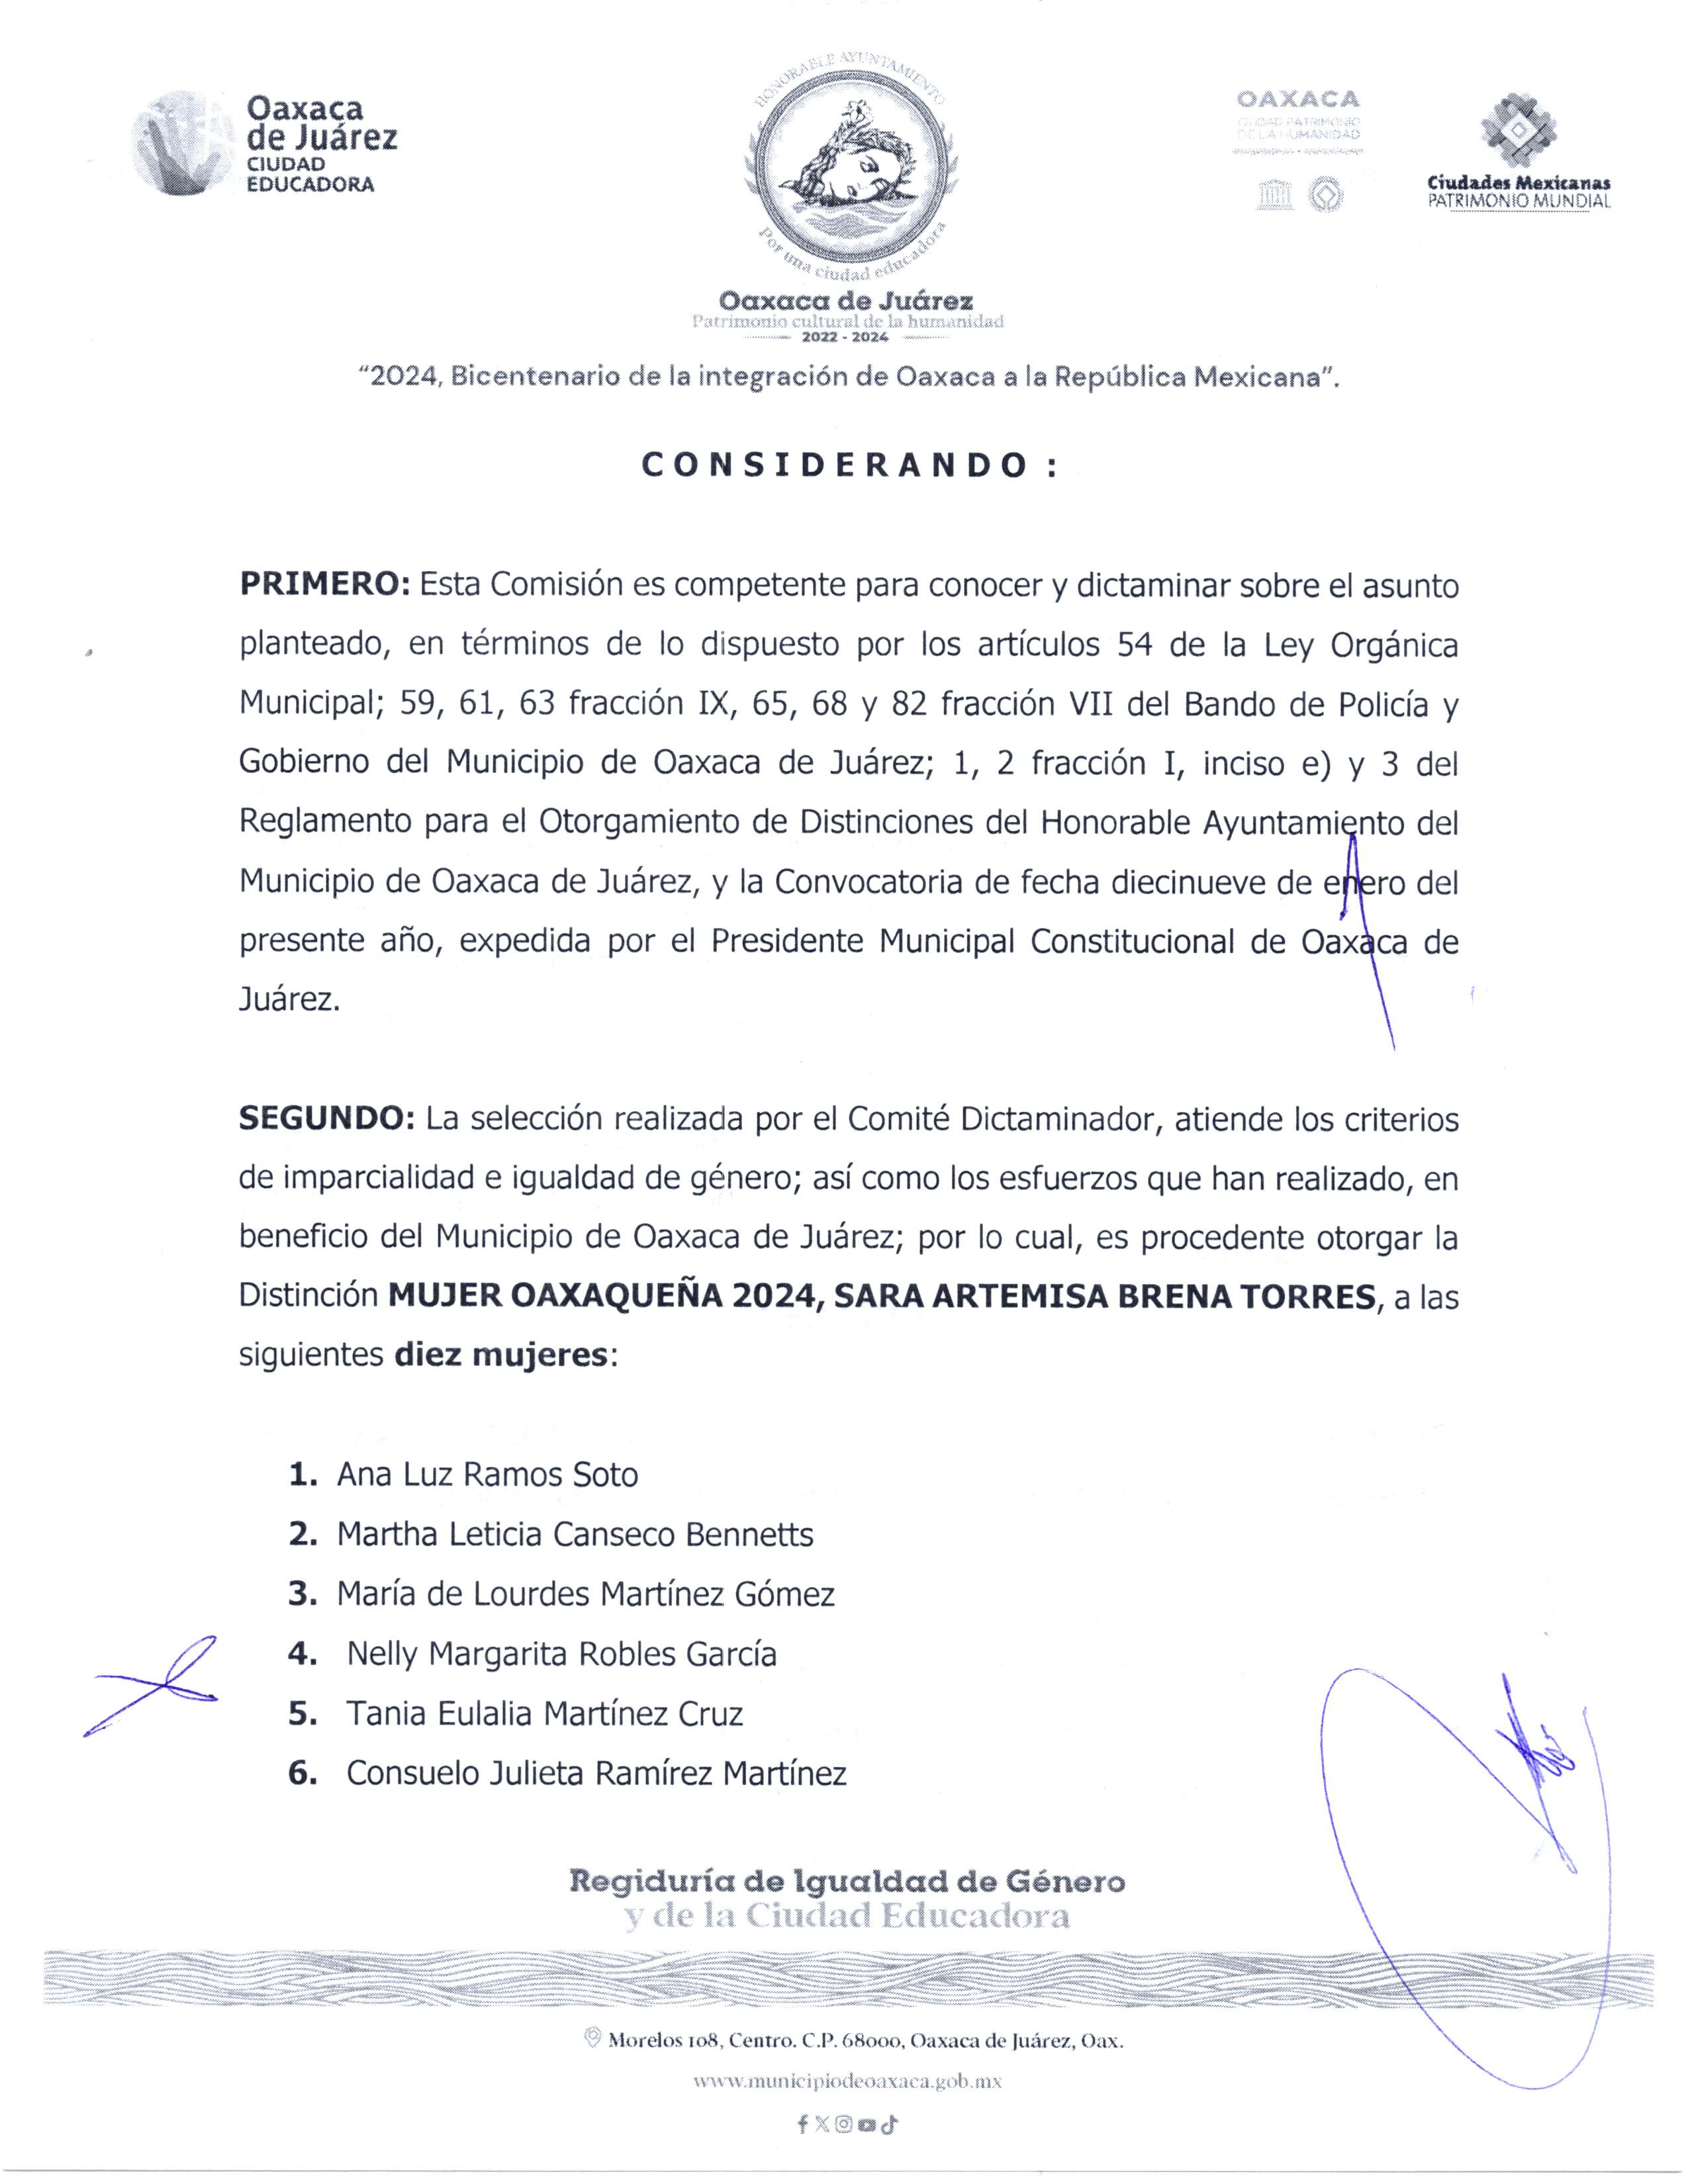 Oaxaca
de Juárez
CIUDAD
EDUCADORA
HONORABLE AYUNTAMIENTO
Por una ciudad educadora
Oaxaca de Juárez
Patrimonio cultural de la humanidad
2022 - 2024
OAXACA
CIUDAD PATRIMONIO
DE LA HUMANIDAD
Ciudades Mexicanas
PATRIMONIO MUNDIAL
“2024, Bicentenario de la integración de Oaxaca a la República Mexicana”.
CONSIDERANDO :
PRIMERO: Esta Comisión es competente para conocer y dictaminar sobre el asunto
planteado, en términos de lo dispuesto por los artículos 54 de la Ley Orgánica
Municipal; 59, 61, 63 fracción IX, 65, 68 y 82 fracción VII del Bando de Policía y
Gobierno del Municipio de Oaxaca de Juárez; 1, 2 fracción I, inciso e) y 3 del
Reglamento para el Otorgamiento de Distinciones del Honorable Ayuntamiento del
Municipio de Oaxaca de Juárez, y la Convocatoria de fecha diecinueve de enero del
presente año, expedida por el Presidente Municipal Constitucional de Oaxaca de
Juárez.
SEGUNDO: La selección realizada por el Comité Dictaminador, atiende los criterios
de imparcialidad e igualdad de género; así como los esfuerzos que han realizado, en
beneficio del Municipio de Oaxaca de Juárez; por lo cual, es procedente otorgar la
Distinción MUJER OAXAQUEÑA 2024, SARA ARTEMISA BRENA TORRES, a las
siguientes diez mujeres:
1. Ana Luz Ramos Soto
2. Martha Leticia Canseco Bennetts
3. María de Lourdes Martínez Gómez
4. Nelly Margarita Robles García
5. Tania Eulalia Martínez Cruz
6. Consuelo Julieta Ramírez Martínez
Regiduría de Igualdad de Género
y de la Ciudad Educadora
Morelos 108, Centro. C.P. 68000, Oaxaca de Juárez, Oax.
www.municipiodeoaxaca.gob.mx